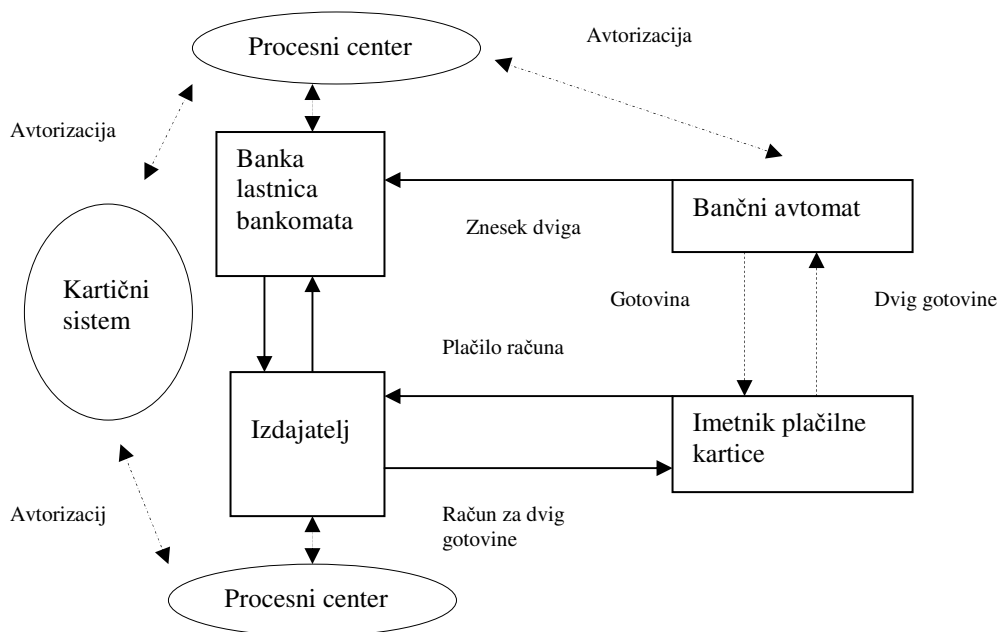 Procesni center
Avtorizacija
Avtorizacija
Banka
lastnica
bankomata
Bančni avtomat
Znesek dviga
Kartični
sistem
Gotovina
Dvig gotovine
Plačilo računa
Izdajatelj
Imetnik plačilne
kartice
Avtorizacij
Račun za dvig
gotovine
Procesni center